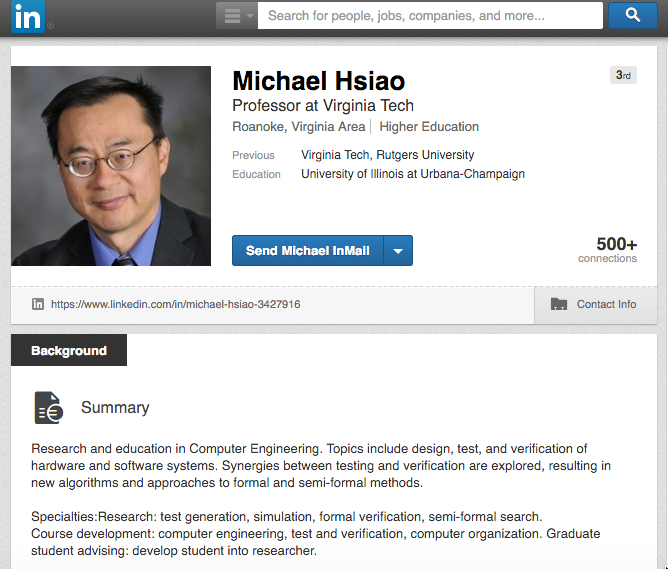 in®
Search for people, jobs, companies, and more...
Michael Hsiao
3rd
Professor at Virginia Tech
Roanoke, Virginia Area | Higher Education
Previous Virginia Tech, Rutgers University
Education University of Illinois at Urbana-Champaign
Send Michael InMail
500+
connections
in https://www.linkedin.com/in/michael-hsiao-3427916
Contact Info
Background
Summary
Research and education in Computer Engineering. Topics include design, test, and verification of
hardware and software systems. Synergies between testing and verification are explored, resulting in
new algorithms and approaches to formal and semi-formal methods.
Specialties:Research: test generation, simulation, formal verification, semi-formal search.
Course development: computer engineering, test and verification, computer organization. Graduate
student advising: develop student into researcher.